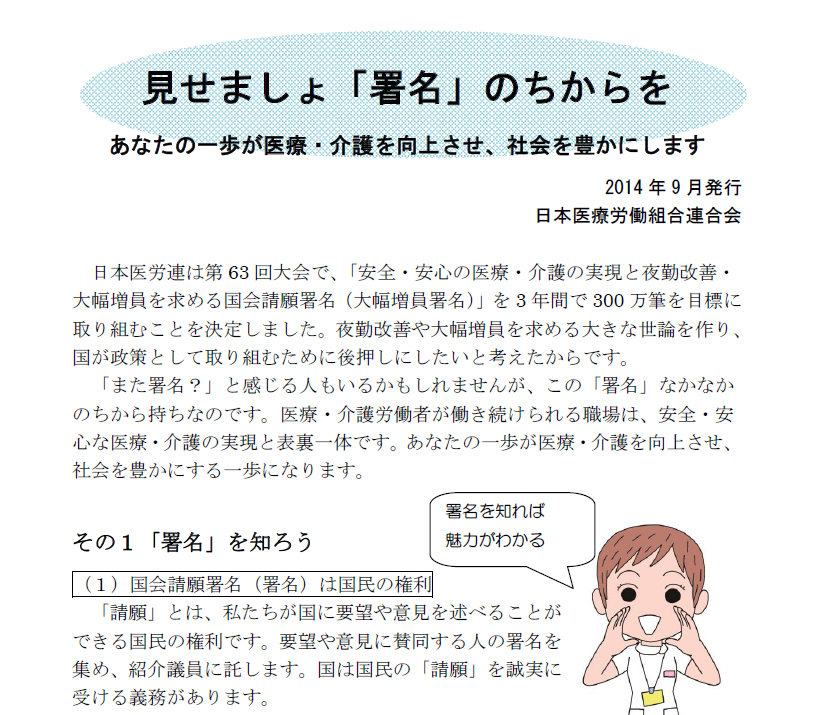 見せましょ「署名」のちからを
あなたの一歩が医療・介護を向上させ、社会を豊かにします
2014年9月発行
日本医療労働組合連合会
日本医労連は第63回大会で、「安全・安心の医療・介護の実現と夜勤改善・
大幅増員を求める国会請願署名（大幅増員署名）」を3年間で300万筆を目標に
取り組むことを決定しました。夜勤改善や大幅増員を求める大きな世論を作り、
国が政策として取り組むために後押しにしたいと考えたからです。
「また署名？」と感じる人もいるかもしれませんが、この「署名」なかなか
のちから持ちなのです。医療・介護労働者が働き続けられる職場は、安全・安
心な医療・介護の実現と表裏一体です。あなたの一歩が医療・介護を向上させ、
社会を豊かにする一歩になります。
署名を知れば
魅力がわかる
その１「署名」を知ろう
（１）国会請願署名（署名）は国民の権利
「請願」とは、私たちが国に要望や意見を述べることが
できる国民の権利です。要望や意見に賛同する人の署名を
集め、紹介議員に託します。国は国民の「請願」を誠実に
受ける義務があります。